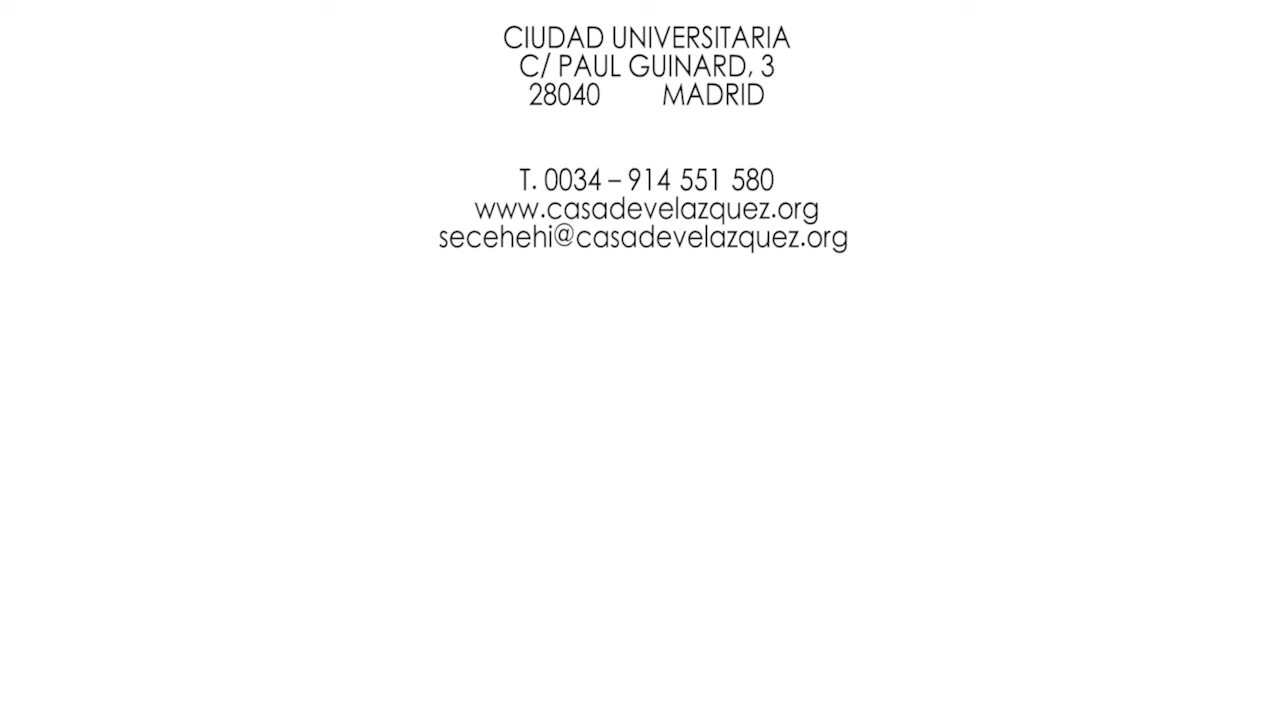 CIUDAD UNIVERSITARIA
C/ PAUL GUINARD, 3
28040 MADRID
T. 0034 – 914 551 580
www.casadevelazquez.org
secehehi@casadevelazquez.org